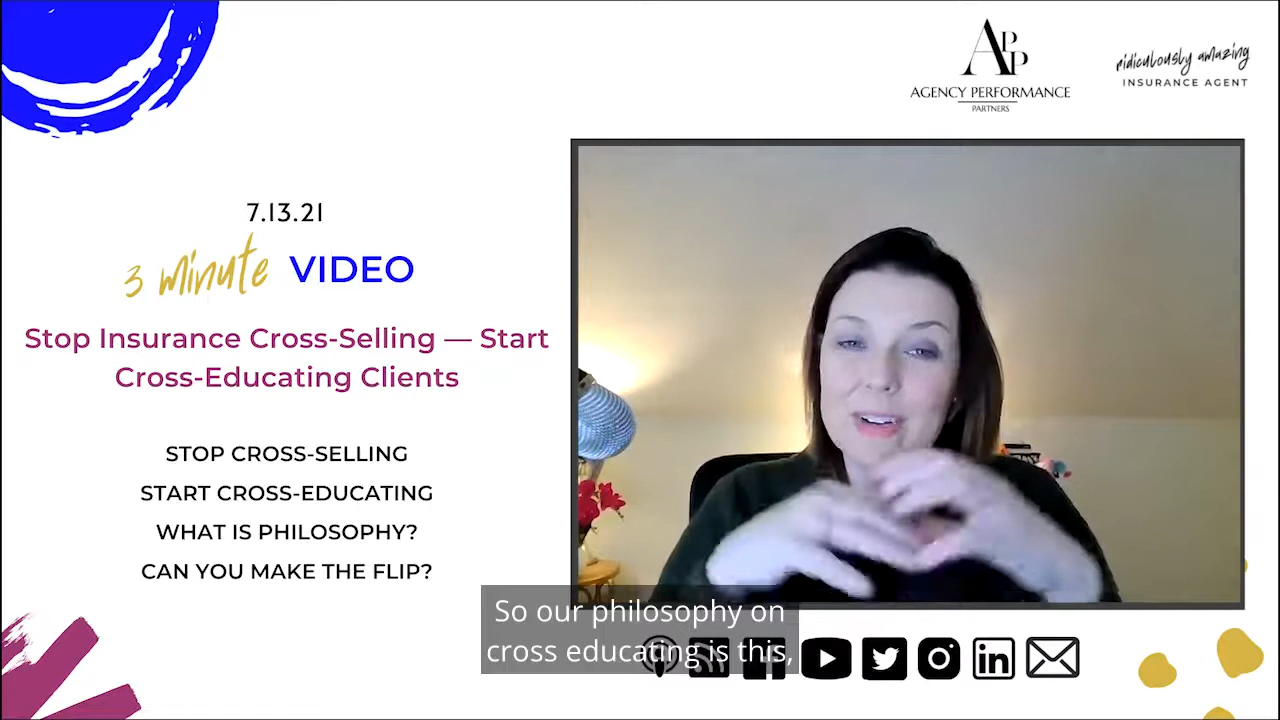 APP
AGENCY PERFORMANCE
PARTNERS
ridiculously amazing
INSURANCE AGENT
7.13.21
3 minute VIDEO
Stop Insurance Cross-Selling — Start
Cross-Educating Clients
STOP CROSS-SELLING
START CROSS-EDUCATING
WHAT IS PHILOSOPHY?
CAN YOU MAKE THE FLIP?
So our philosophy on
cross educating is this,